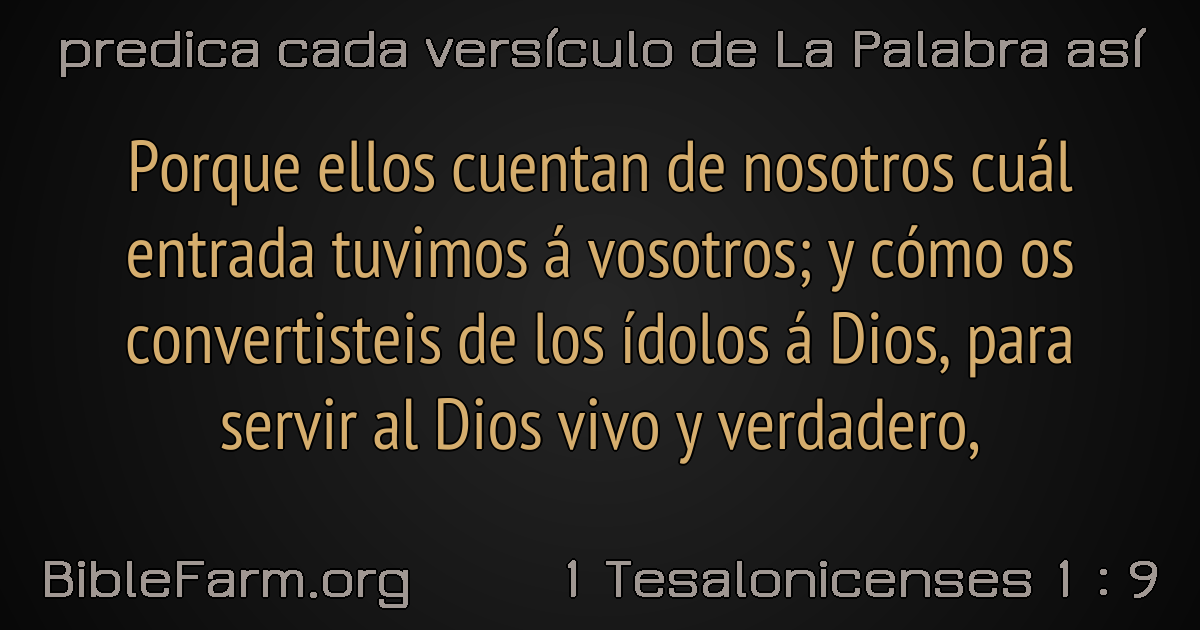 predica cada versículo de La Palabra así
Porque ellos cuentan de nosotros cuál
entrada tuvimos á vosotros; y cómo os
convertisteis de los ídolos á Dios, para
servir al Dios vivo y verdadero,
BibleFarm.org
1 Tesalonicenses 1 : 9